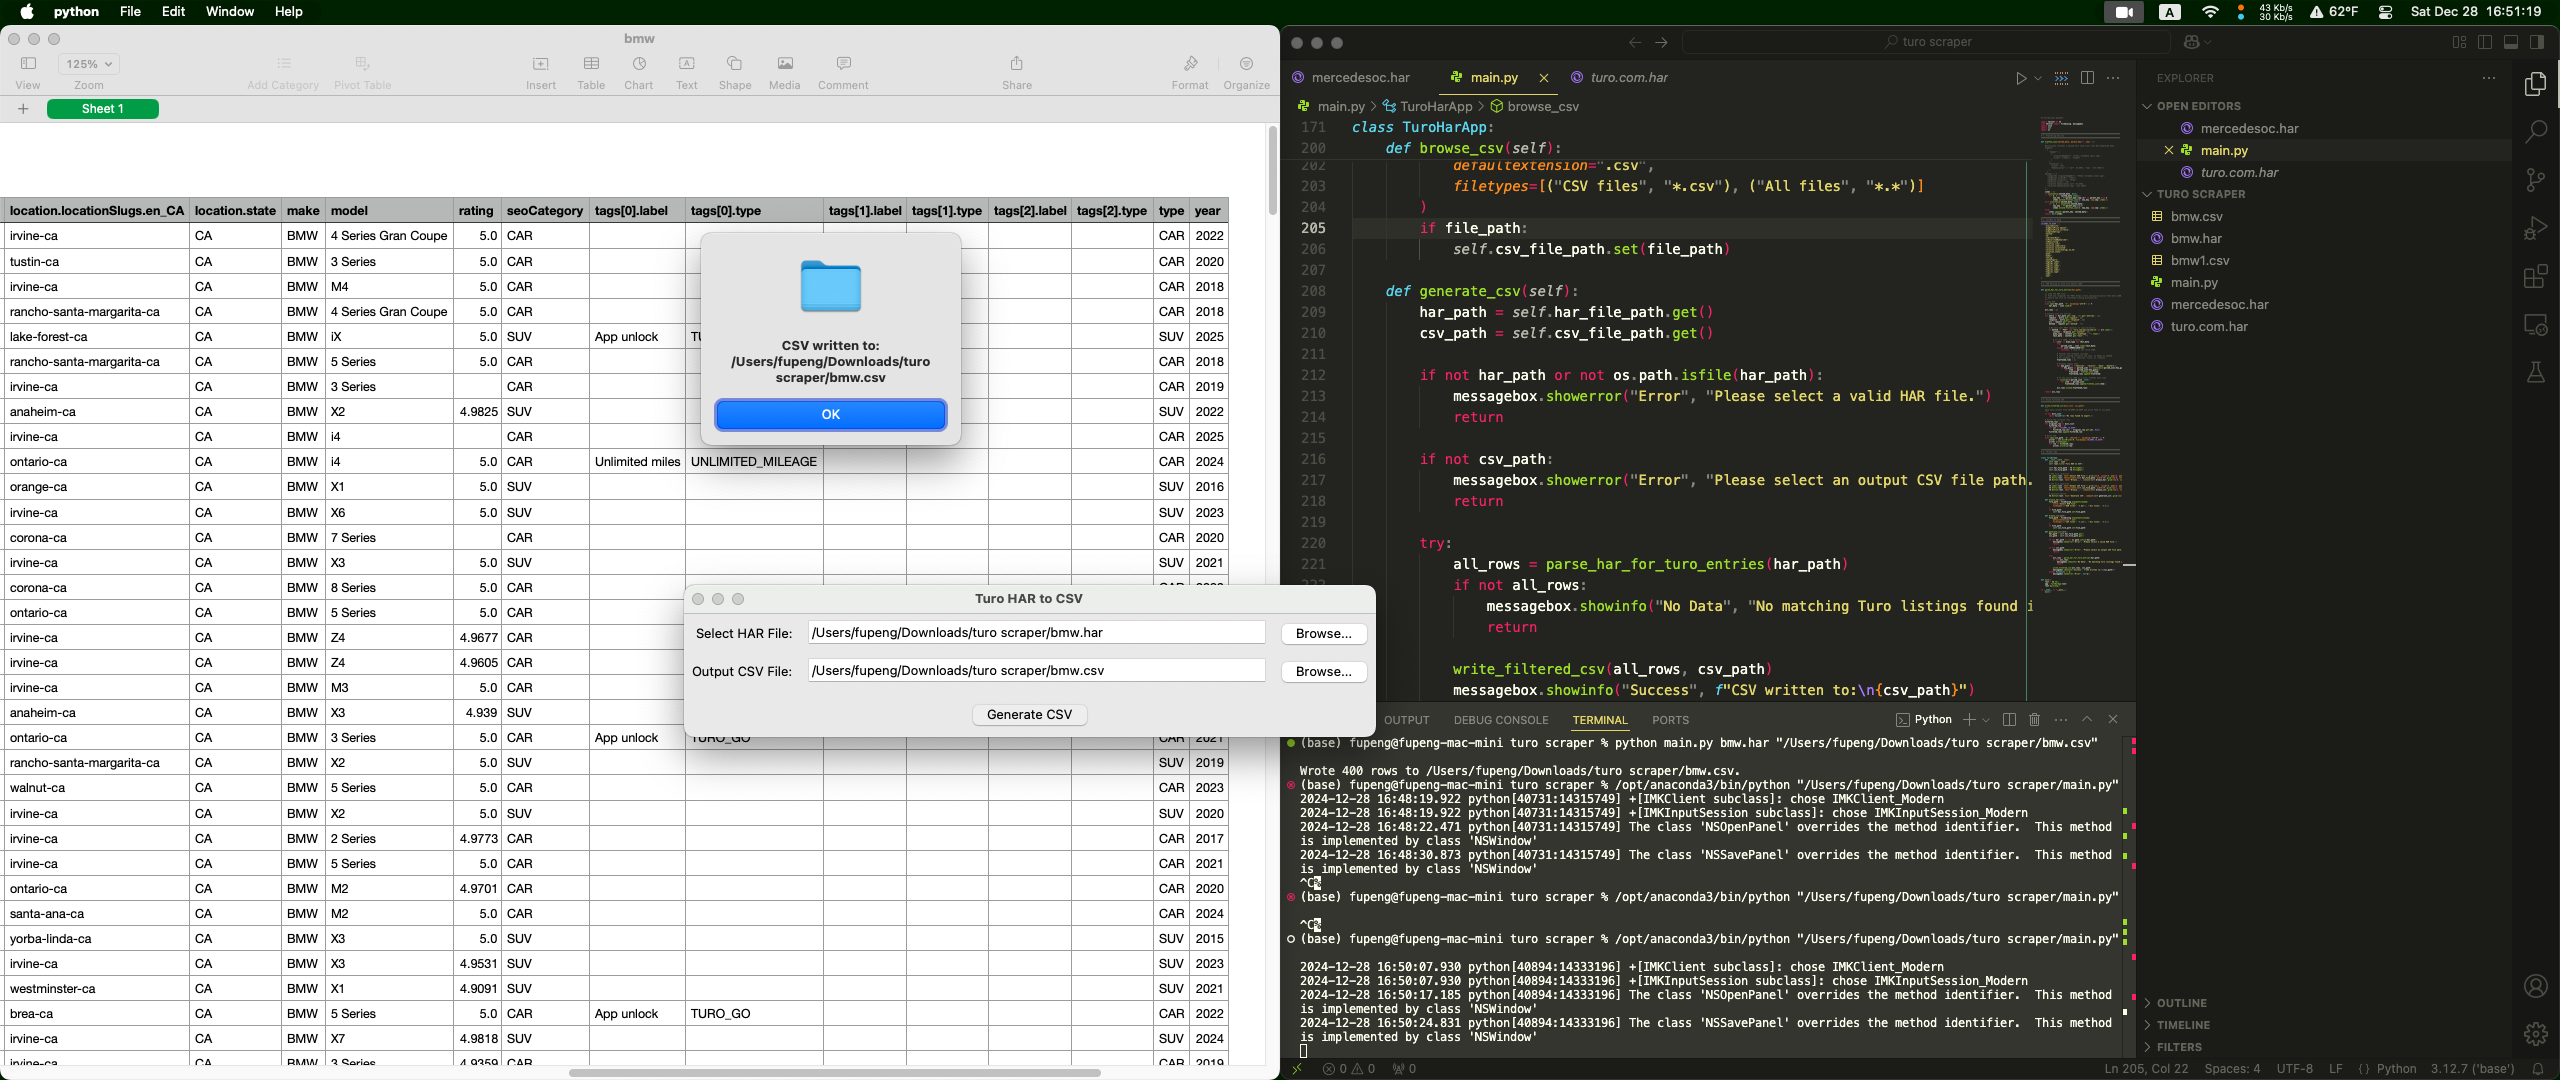 python File Edit Window Help
A 43 Kb/s 30 Kb/s 62°F Sat Dec 28 16:51:19
bmw
125%
View Zoom Add Category Pivot Table Insert Table Chart Text Shape Media Comment Share Format Organize
+ Sheet 1
location.locationSlugs.en_CA location.state make model rating seoCategory tags[0].label tags[0].type tags[1].label tags[1].type tags[2].label tags[2].type type year
irvine-ca CA BMW 4 Series Gran Coupe 5.0 CAR CAR 2022
tustin-ca CA BMW 3 Series 5.0 CAR CAR 2020
irvine-ca CA BMW M4 5.0 CAR CAR 2018
rancho-santa-margarita-ca CA BMW 4 Series Gran Coupe 5.0 CAR CAR 2018
lake-forest-ca CA BMW iX 5.0 SUV App unlock TU SUV 2025
rancho-santa-margarita-ca CA BMW 5 Series 5.0 CAR CAR 2018
irvine-ca CA BMW 3 Series CAR CAR 2019
anaheim-ca CA BMW X2 4.9825 SUV SUV 2022
irvine-ca CA BMW i4 CAR CAR 2025
ontario-ca CA BMW i4 5.0 CAR Unlimited miles UNLIMITED_MILEAGE CAR 2024
orange-ca CA BMW X1 5.0 SUV SUV 2016
irvine-ca CA BMW X6 5.0 SUV SUV 2023
corona-ca CA BMW 7 Series CAR CAR 2020
irvine-ca CA BMW X3 5.0 SUV SUV 2021
corona-ca CA BMW 8 Series 5.0 CAR
ontario-ca CA BMW 5 Series 5.0 CAR
irvine-ca CA BMW Z4 4.9677 CAR
irvine-ca CA BMW Z4 4.9605 CAR
irvine-ca CA BMW M3 5.0 CAR
anaheim-ca CA BMW X3 4.939 SUV
ontario-ca CA BMW 3 Series 5.0 CAR App unlock TURO_GO CAR 2021
rancho-santa-margarita-ca CA BMW X2 5.0 SUV SUV 2019
walnut-ca CA BMW 5 Series 5.0 CAR CAR 2023
irvine-ca CA BMW X2 5.0 SUV SUV 2020
irvine-ca CA BMW 2 Series 4.9773 CAR CAR 2017
irvine-ca CA BMW 5 Series 5.0 CAR CAR 2021
ontario-ca CA BMW M2 4.9701 CAR CAR 2020
santa-ana-ca CA BMW M2 5.0 CAR CAR 2024
yorba-linda-ca CA BMW X3 5.0 SUV SUV 2015
irvine-ca CA BMW X3 4.9531 SUV SUV 2023
westminster-ca CA BMW X1 4.9091 SUV SUV 2021
brea-ca CA BMW 5 Series 5.0 CAR App unlock TURO_GO CAR 2022
irvine-ca CA BMW X7 4.9818 SUV SUV 2024
irvine-ca CA BMW 3 Series 4.9359 CAR CAR 2019
CSV written to:
/Users/fupeng/Downloads/turo
scraper/bmw.csv
OK
Turo HAR to CSV
Select HAR File: /Users/fupeng/Downloads/turo scraper/bmw.har Browse...
Output CSV File: /Users/fupeng/Downloads/turo scraper/bmw.csv Browse...
Generate CSV
turo scraper
mercedesoc.har main.py turo.com.har
main.py > TuroHarApp > browse_csv
171 class TuroHarApp:
200 def browse_csv(self):
202 defaultextension=".csv",
203 filetypes=[("CSV files", "*.csv"), ("All files", "*.*")]
204 )
205 if file_path:
206 self.csv_file_path.set(file_path)
207
208 def generate_csv(self):
209 har_path = self.har_file_path.get()
210 csv_path = self.csv_file_path.get()
211
212 if not har_path or not os.path.isfile(har_path):
213 messagebox.showerror("Error", "Please select a valid HAR file.")
214 return
215
216 if not csv_path:
217 messagebox.showerror("Error", "Please select an output CSV file path.
218 return
219
220 try:
221 all_rows = parse_har_for_turo_entries(har_path)
222 if not all_rows:
messagebox.showinfo("No Data", "No matching Turo listings found i
return
write_filtered_csv(all_rows, csv_path)
messagebox.showinfo("Success", f"CSV written to:\n{csv_path}")
OUTPUT DEBUG CONSOLE TERMINAL PORTS Python
(base) fupeng@fupeng-mac-mini turo scraper % python main.py bmw.har "/Users/fupeng/Downloads/turo scraper/bmw.csv"
Wrote 400 rows to /Users/fupeng/Downloads/turo scraper/bmw.csv.
(base) fupeng@fupeng-mac-mini turo scraper % /opt/anaconda3/bin/python "/Users/fupeng/Downloads/turo scraper/main.py"
2024-12-28 16:48:19.922 python[40731:14315749] +[IMKClient subclass]: chose IMKClient_Modern
2024-12-28 16:48:19.922 python[40731:14315749] +[IMKInputSession subclass]: chose IMKInputSession_Modern
2024-12-28 16:48:22.471 python[40731:14315749] The class 'NSOpenPanel' overrides the method identifier.  This method
is implemented by class 'NSWindow'
2024-12-28 16:48:30.873 python[40731:14315749] The class 'NSSavePanel' overrides the method identifier.  This method
is implemented by class 'NSWindow'
^C%
(base) fupeng@fupeng-mac-mini turo scraper % /opt/anaconda3/bin/python "/Users/fupeng/Downloads/turo scraper/main.py"
^C%
(base) fupeng@fupeng-mac-mini turo scraper % /opt/anaconda3/bin/python "/Users/fupeng/Downloads/turo scraper/main.py"
2024-12-28 16:50:07.930 python[40894:14333196] +[IMKClient subclass]: chose IMKClient_Modern
2024-12-28 16:50:07.930 python[40894:14333196] +[IMKInputSession subclass]: chose IMKInputSession_Modern
2024-12-28 16:50:17.185 python[40894:14333196] The class 'NSOpenPanel' overrides the method identifier.  This method
is implemented by class 'NSWindow'
2024-12-28 16:50:24.831 python[40894:14333196] The class 'NSSavePanel' overrides the method identifier.  This method
is implemented by class 'NSWindow'
EXPLORER
OPEN EDITORS
mercedesoc.har
main.py
turo.com.har
TURO SCRAPER
bmw.csv
bmw.har
bmw1.csv
main.py
mercedesoc.har
turo.com.har
OUTLINE
TIMELINE
FILTERS
0 0 0 Ln 205, Col 22 Spaces: 4 UTF-8 LF { } Python 3.12.7 ('base')